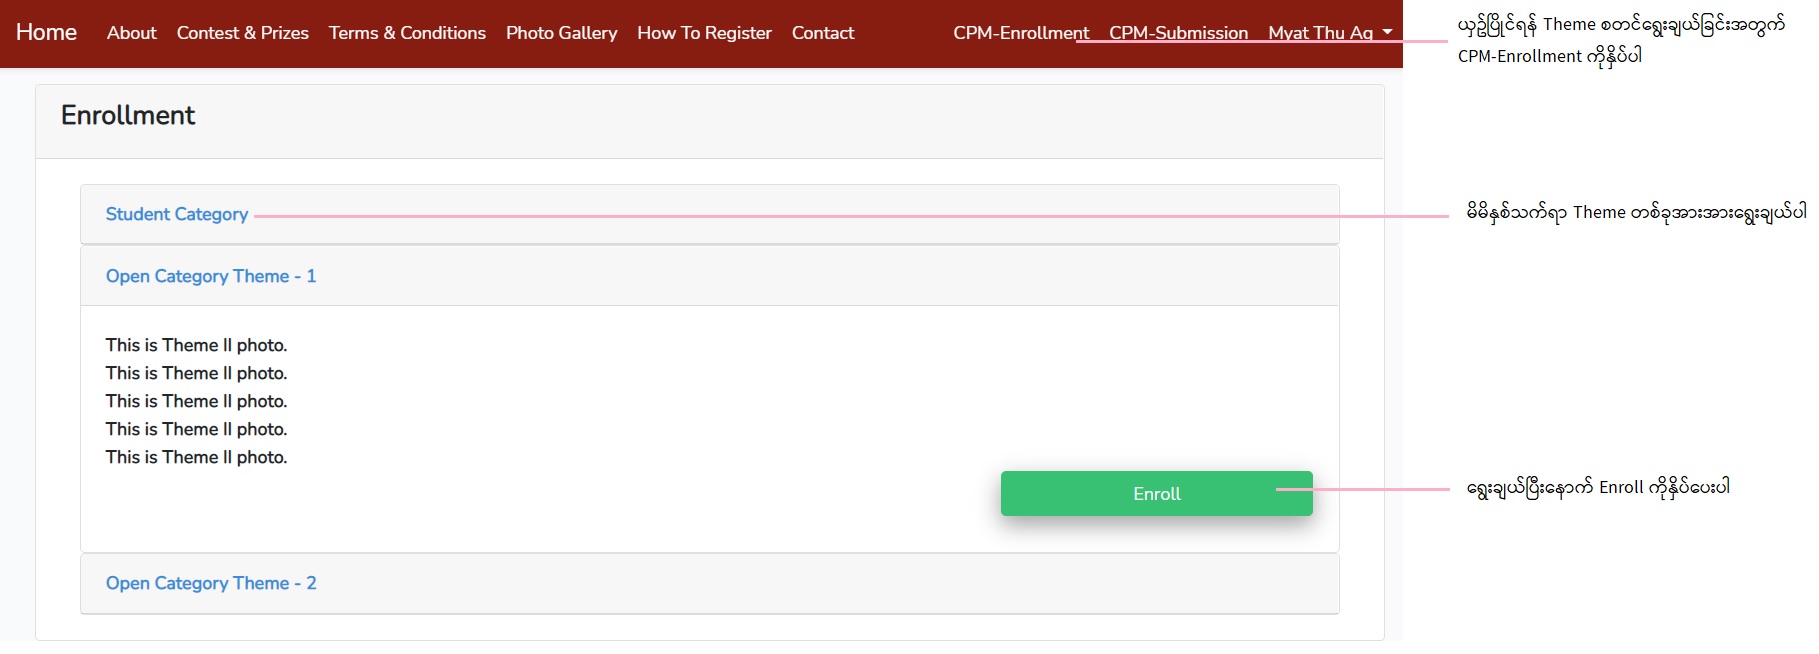 Home About Contest & Prizes Terms & Conditions Photo Gallery How To Register Contact CPM-Enrollment CPM-Submission Myat Thu Aq
ယှဉ်ပြိုင်ရန် Theme စတင်ရွေးချယ်ခြင်းအတွက်
CPM-Enrollment ကိုနှိပ်ပါ
Enrollment
Student Category
မိမိနှစ်သက်ရာ Theme တစ်ခုအားအားရွေးချယ်ပါ
Open Category Theme - 1
This is Theme II photo.
This is Theme II photo.
This is Theme II photo.
This is Theme II photo.
This is Theme II photo.
Enroll
ရွေးချယ်ပြီးနောက် Enroll ကိုနှိပ်ပေးပါ
Open Category Theme - 2